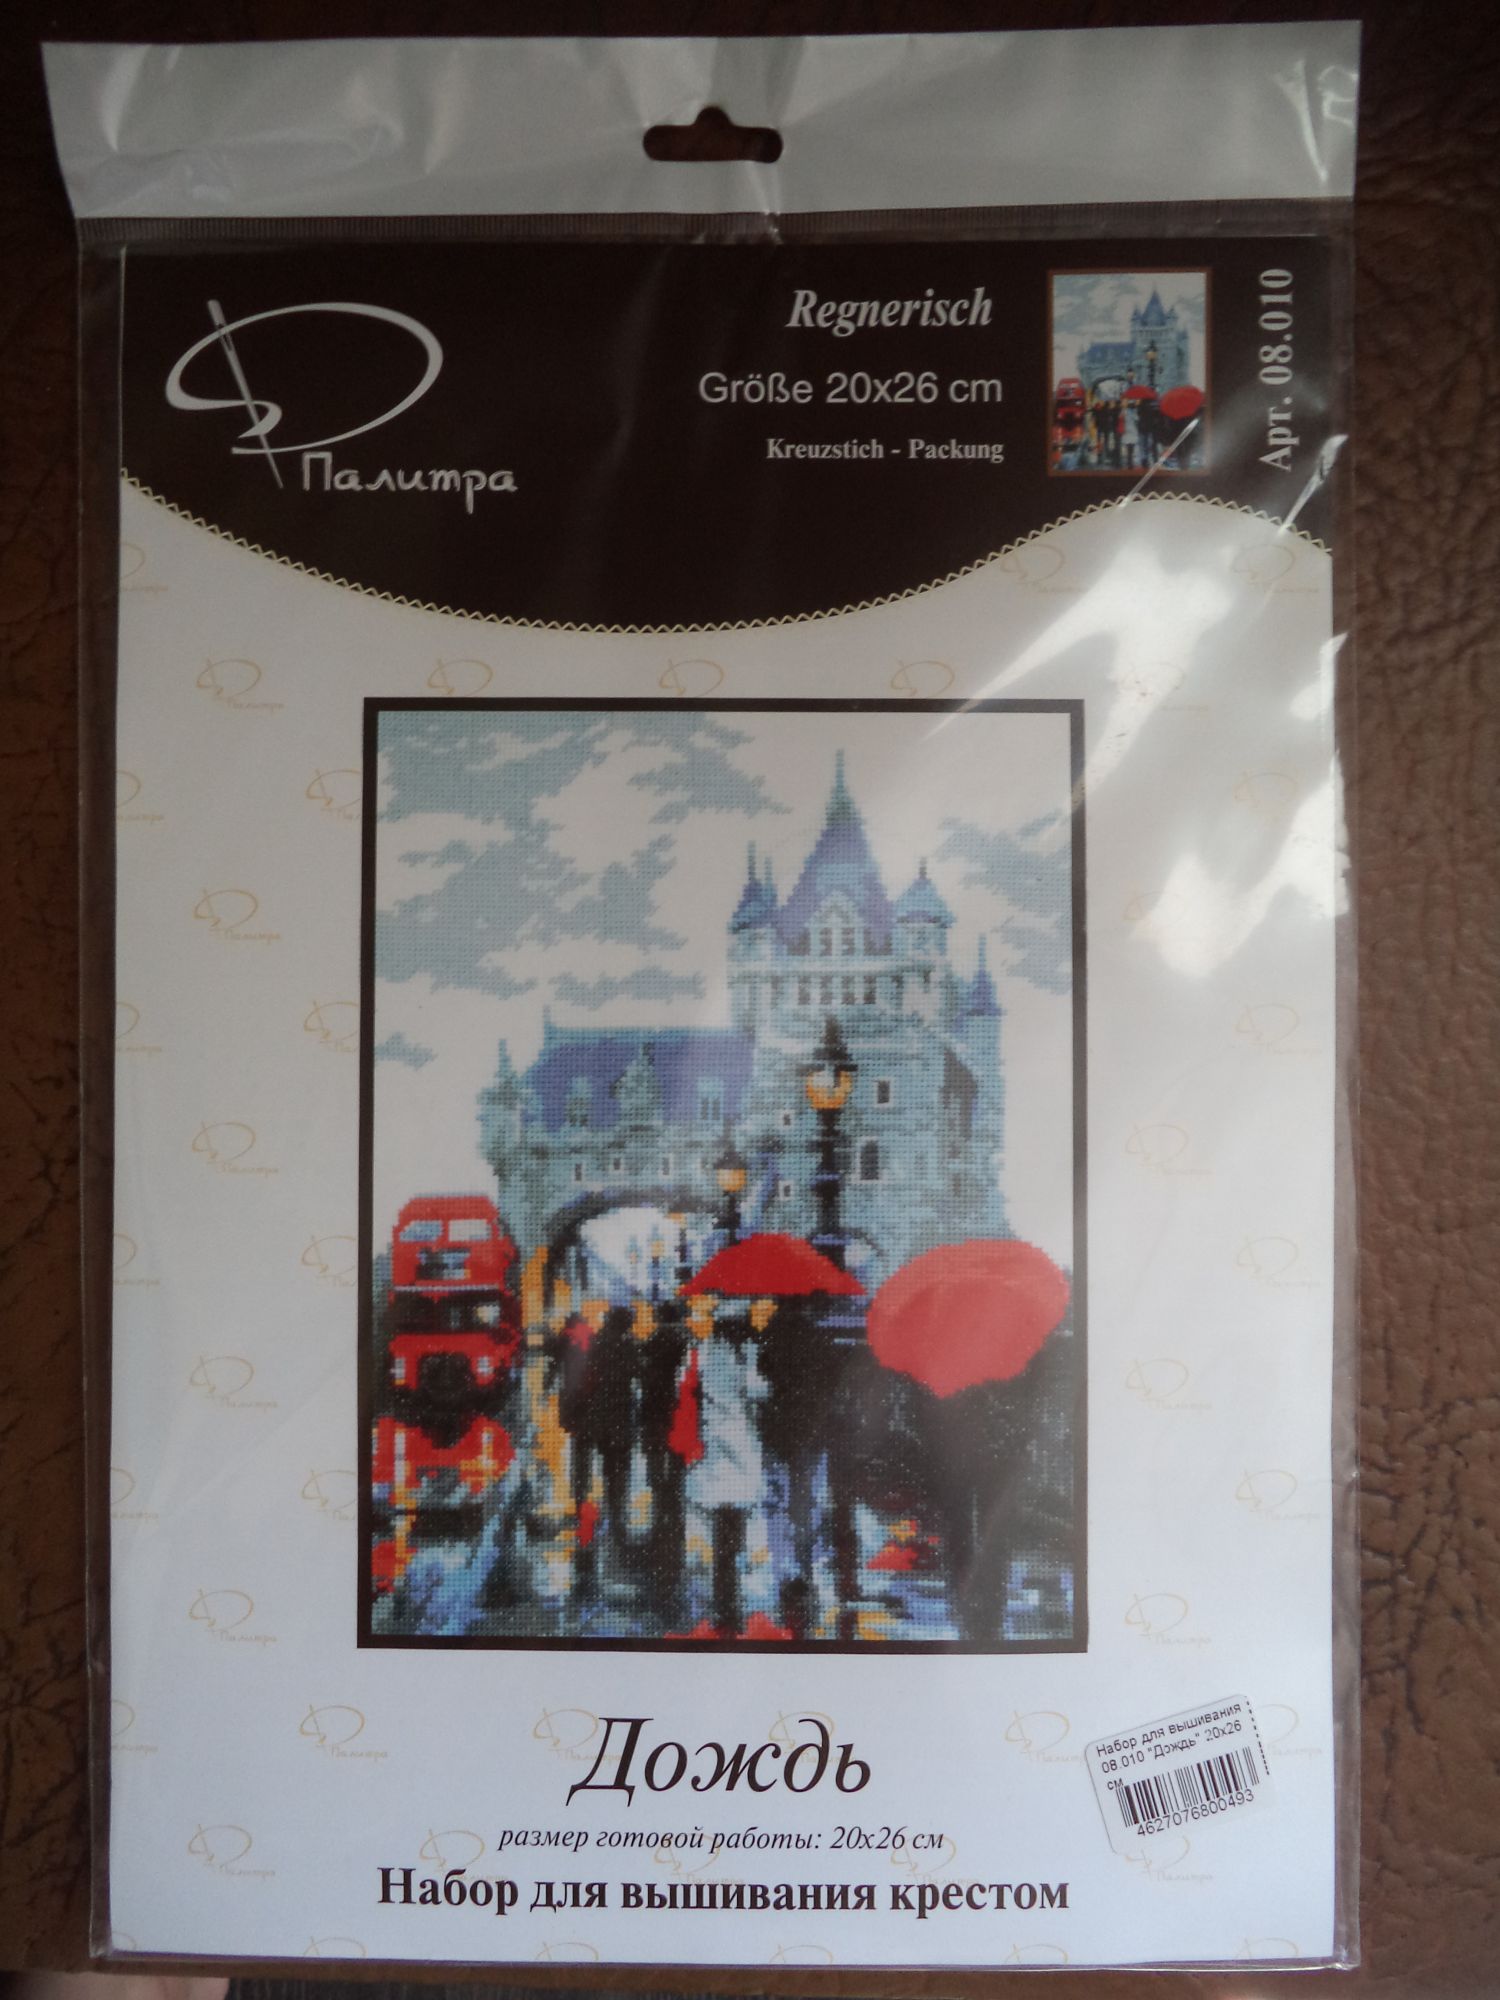 Палитра
Regnerisch
Größe 20x26 cm
Kreuzstich - Packung
Арт. 08.010
Дождь
размер готовой работы: 20x26 см
Набор для вышивания крестом
Набор для вышивания
08.010 "Дождь" 20x26
см
4627076800493